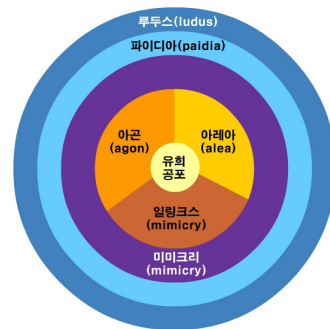 루두스(ludus)
파이디아(paidia)
아곤
(agon)
아레아
(alea)
유희
공포
일링크스
(mimicry)
미미크리
(mimicry)